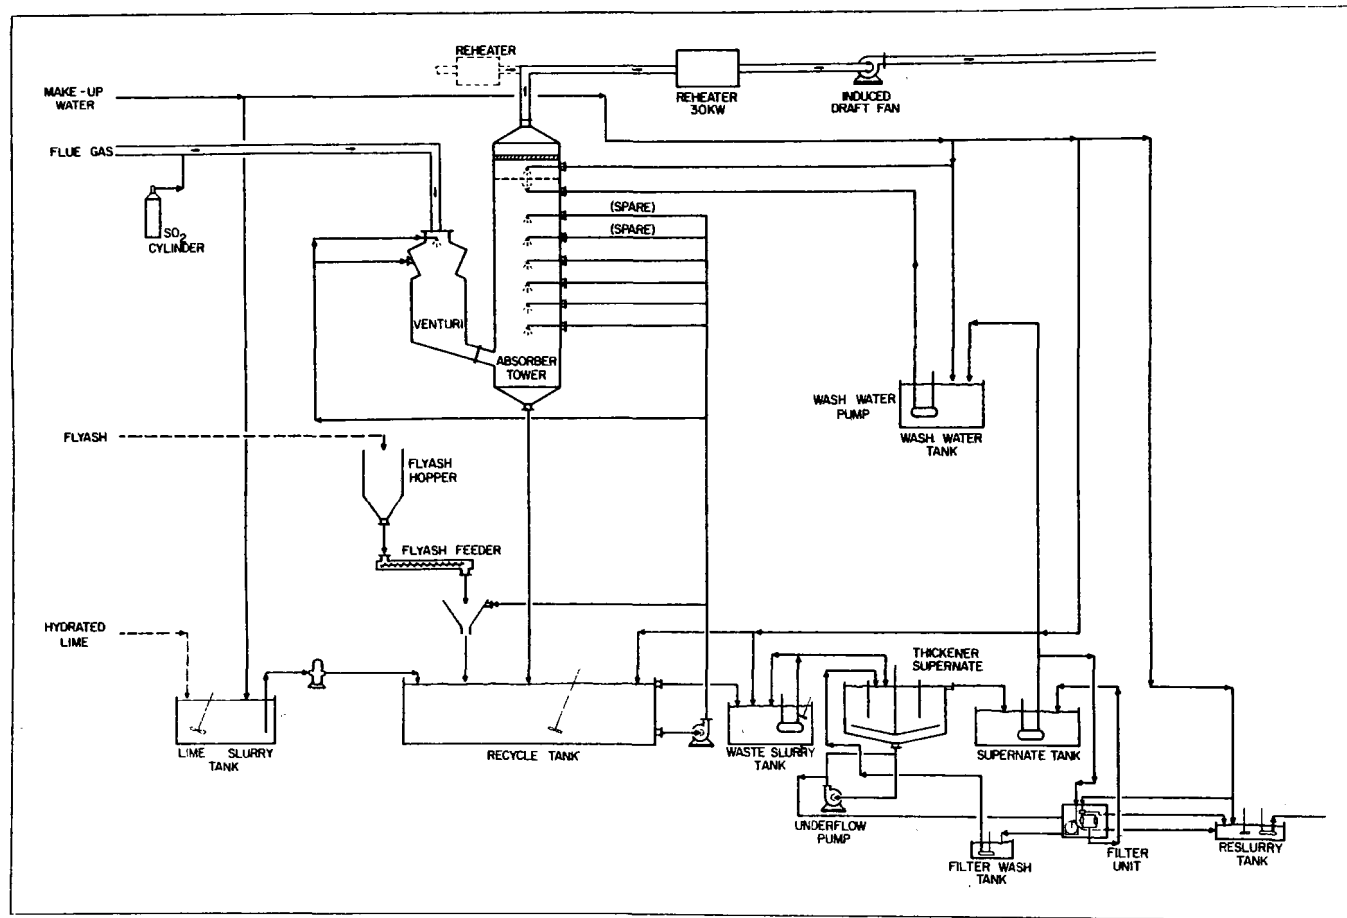 REHEATER
MAKE-UP
WATER
REHEATER
30KW
INDUCED
DRAFT FAN
FLUE GAS
SO2
CYLINDER
(SPARE)
(SPARE)
VENTURI
ABSORBER
TOWER
WASH WATER
PUMP
WASH WATER
TANK
FLYASH
FLYASH
HOPPER
FLYASH FEEDER
HYDRATED
LIME
THICKENER
SUPERNATE
LIME SLURRY
TANK
RECYCLE TANK
WASTE SLURRY
TANK
SUPERNATE TANK
UNDERFLOW
PUMP
FILTER WASH
TANK
FILTER
UNIT
RESLURRY
TANK